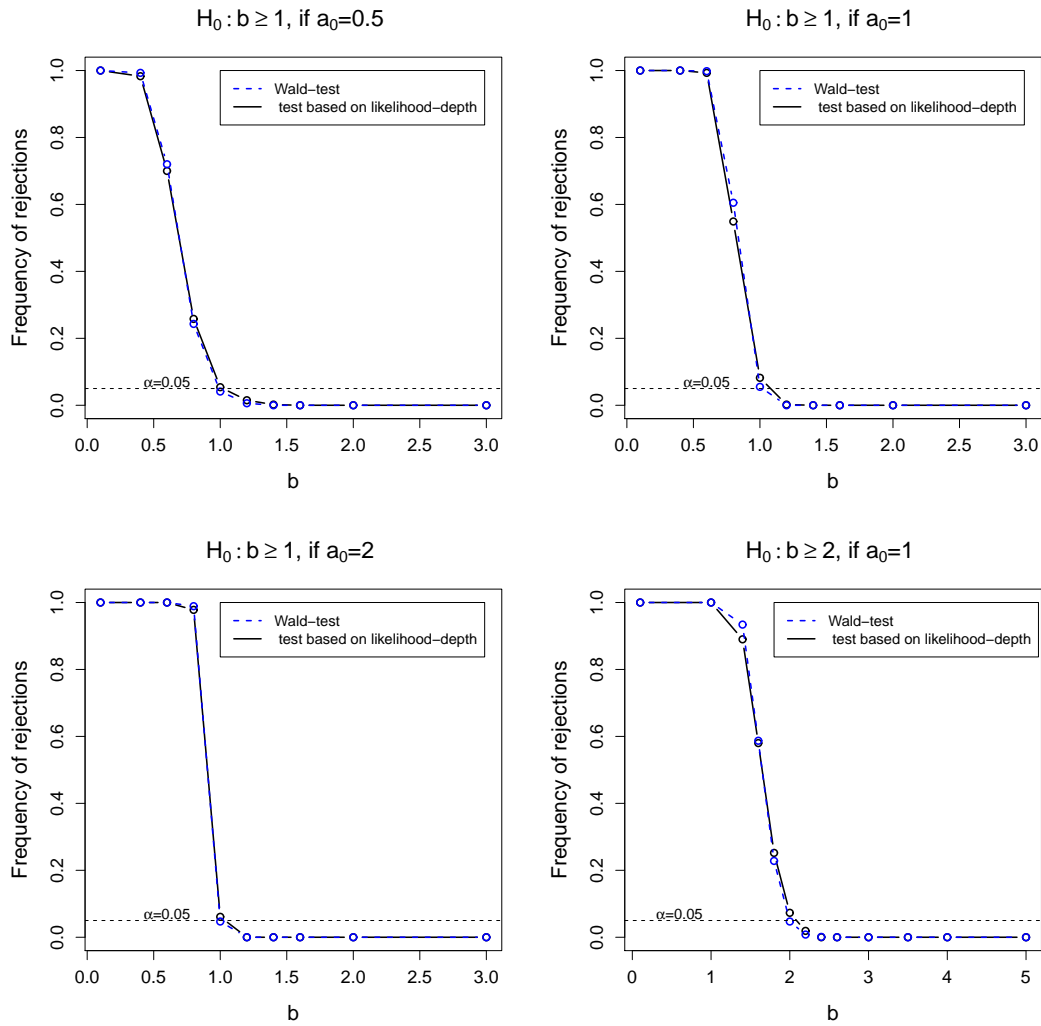 H₀ : b ≥ 1, if a₀=0.5
Frequency of rejections
0.0 0.2 0.4 0.6 0.8 1.0
Wald−test
test based on likelihood−depth
α=0.05
0.0 0.5 1.0 1.5 2.0 2.5 3.0
b
H₀ : b ≥ 1, if a₀=1
Frequency of rejections
0.0 0.2 0.4 0.6 0.8 1.0
Wald−test
test based on likelihood−depth
α=0.05
0.0 0.5 1.0 1.5 2.0 2.5 3.0
b
H₀ : b ≥ 1, if a₀=2
Frequency of rejections
0.0 0.2 0.4 0.6 0.8 1.0
Wald−test
test based on likelihood−depth
α=0.05
0.0 0.5 1.0 1.5 2.0 2.5 3.0
b
H₀ : b ≥ 2, if a₀=1
Frequency of rejections
0.0 0.2 0.4 0.6 0.8 1.0
Wald−test
test based on likelihood−depth
α=0.05
0 1 2 3 4 5
b